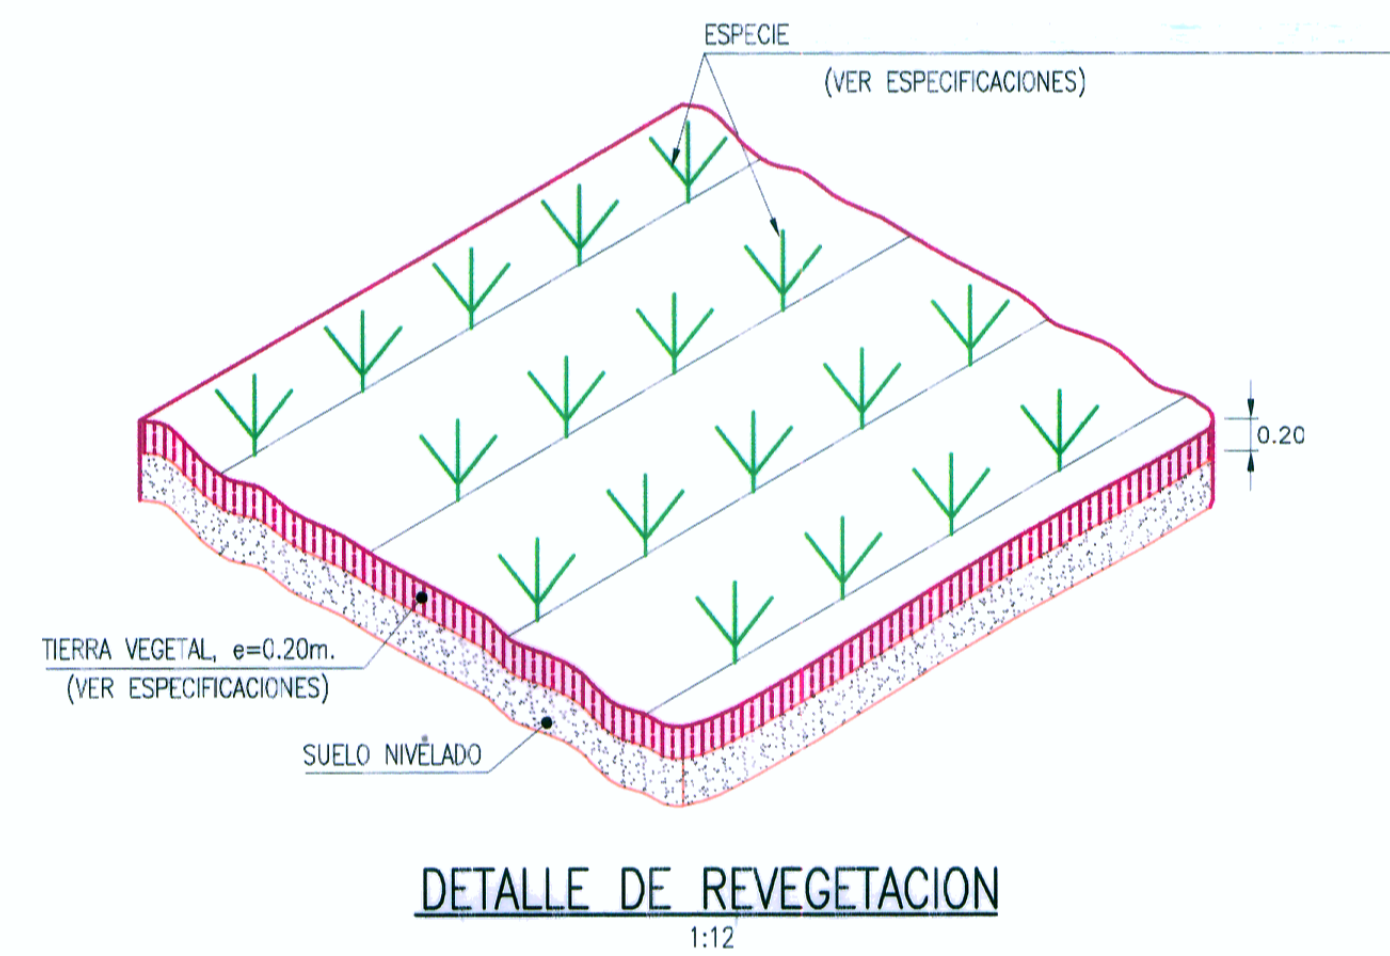 ESPECIE
(VER ESPECIFICACIONES)
0.20
TIERRA VEGETAL, e=0.20m.
(VER ESPECIFICACIONES)
SUELO NIVELADO
DETALLE DE REVEGETACION
1:12